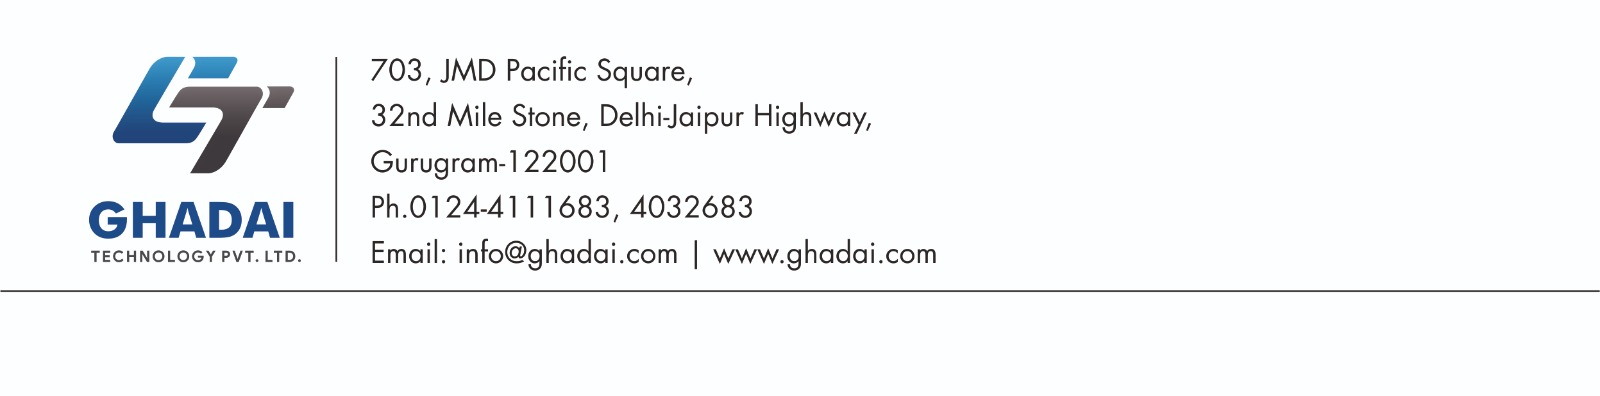 GHADAI
TECHNOLOGY PVT. LTD.
703, JMD Pacific Square,
32nd Mile Stone, Delhi-Jaipur Highway,
Gurugram-122001
Ph.0124-4111683, 4032683
Email: info@ghadai.com | www.ghadai.com